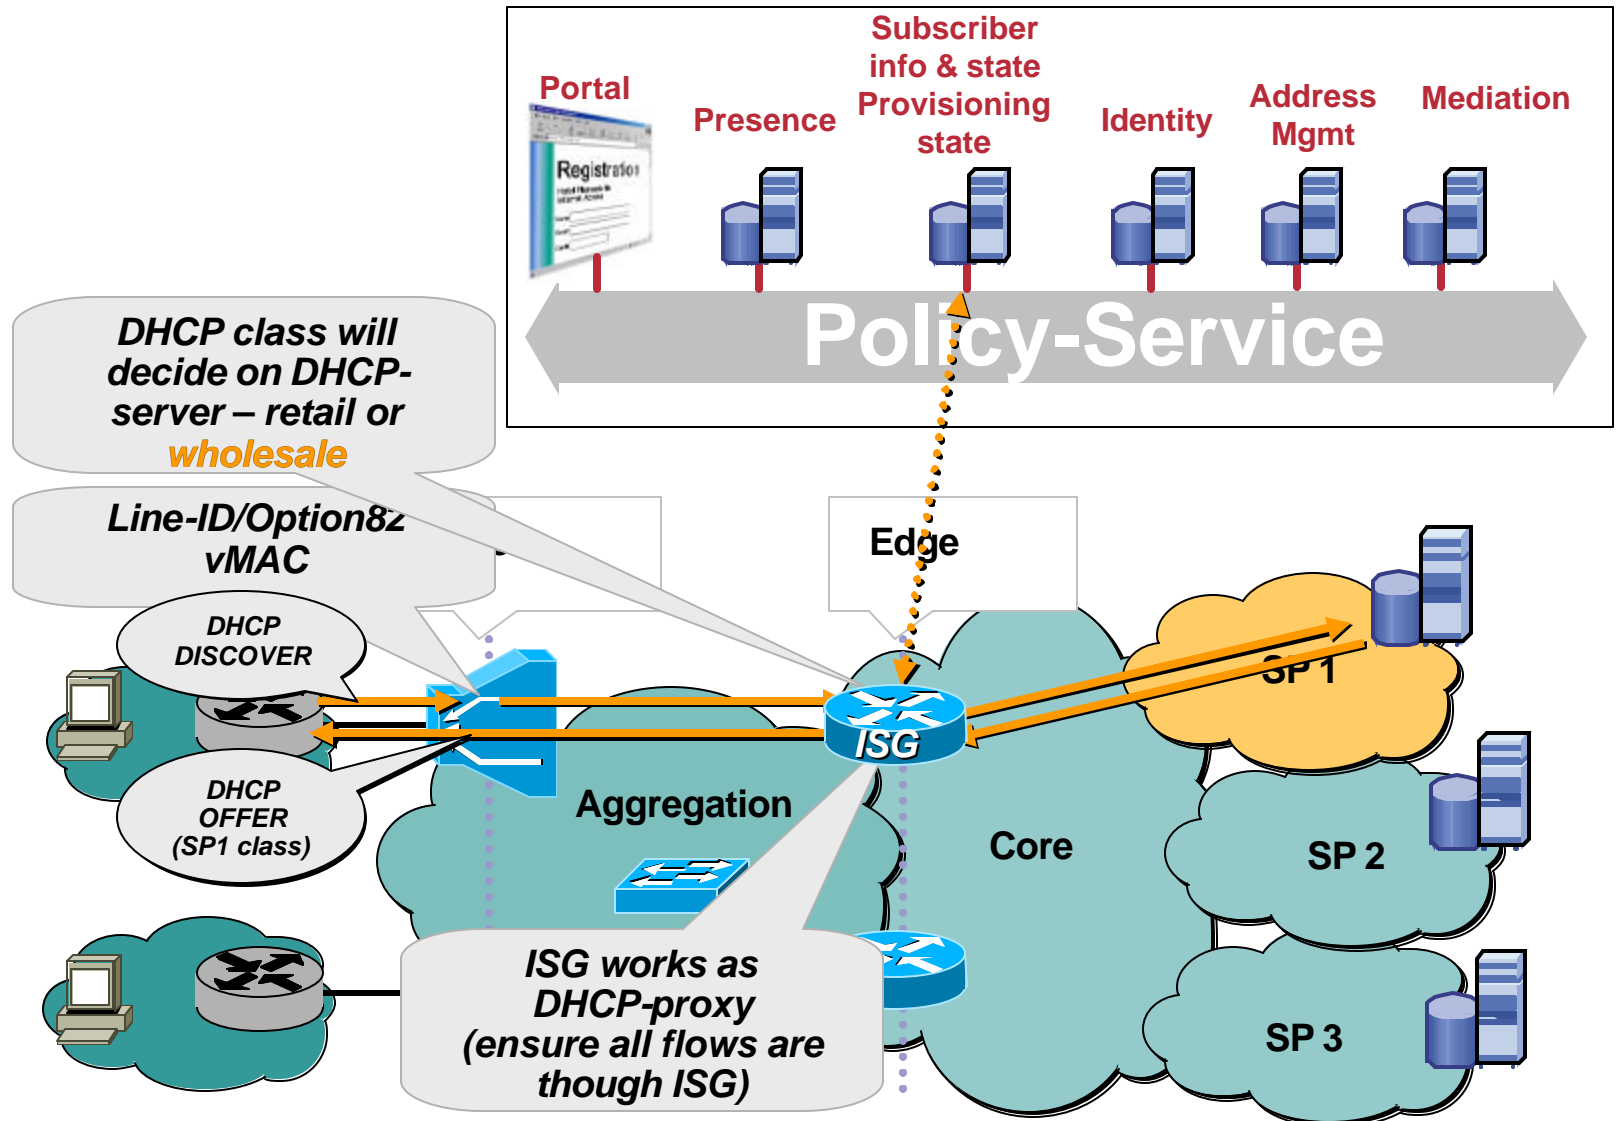 Subscriber
info & state
Provisioning
state
Portal
Presence
Identity
Address
Mgmt
Mediation
Registration
Policy-Service
DHCP class will
decide on DHCP-
server – retail or
wholesale
Line-ID/Option82
vMAC
Edge
DHCP
DISCOVER
SP 1
ISG
DHCP
OFFER
(SP1 class)
Aggregation
Core
SP 2
ISG works as
DHCP-proxy
(ensure all flows are
though ISG)
SP 3